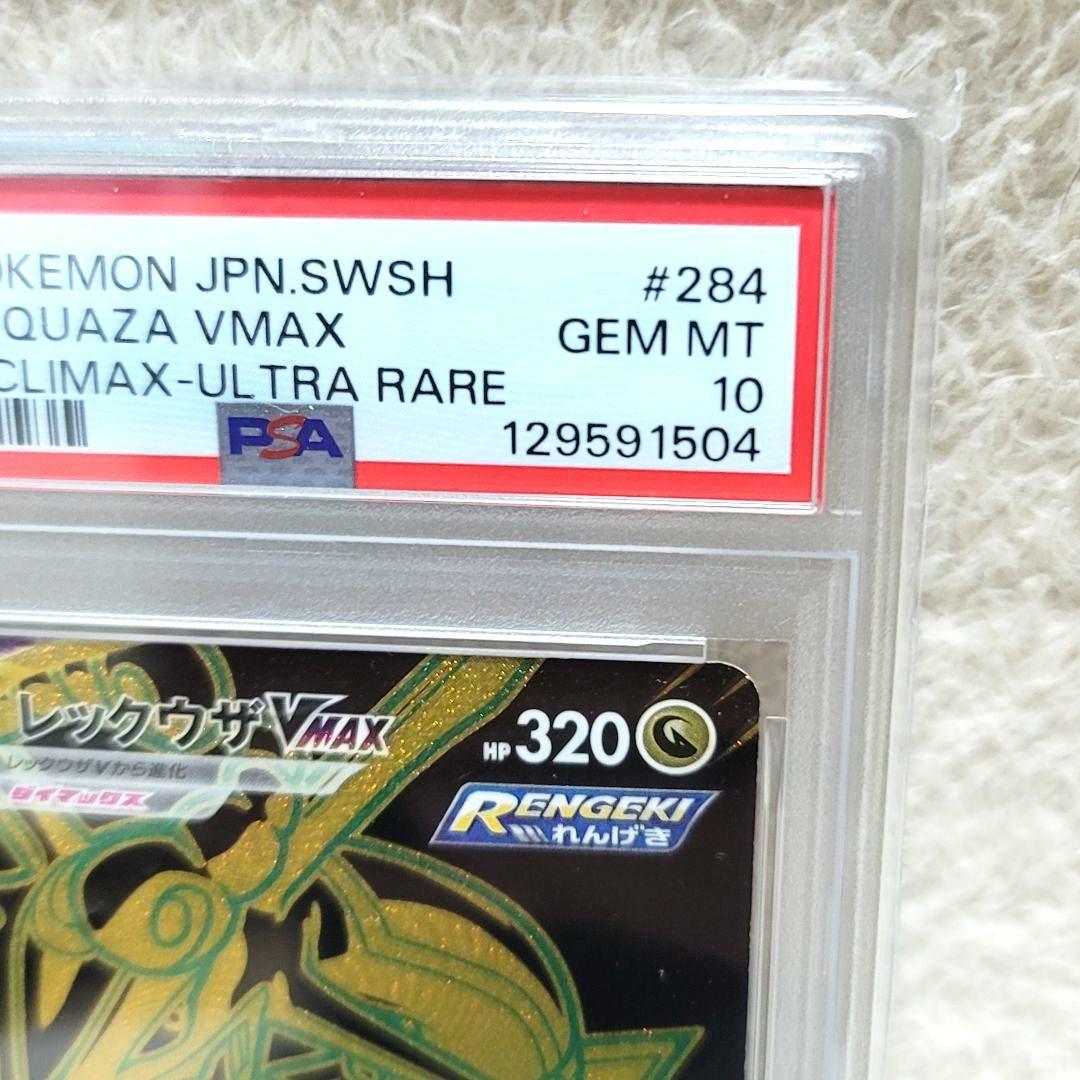 OKEMON JPN.SWSH #284
QUAZA VMAX GEM MT
CLIMAX-ULTRA RARE 10
PSA 129591504
レックウザVMAX HP 320
レックウザVから進化
ダイマックス
RENGEKI
れんげき